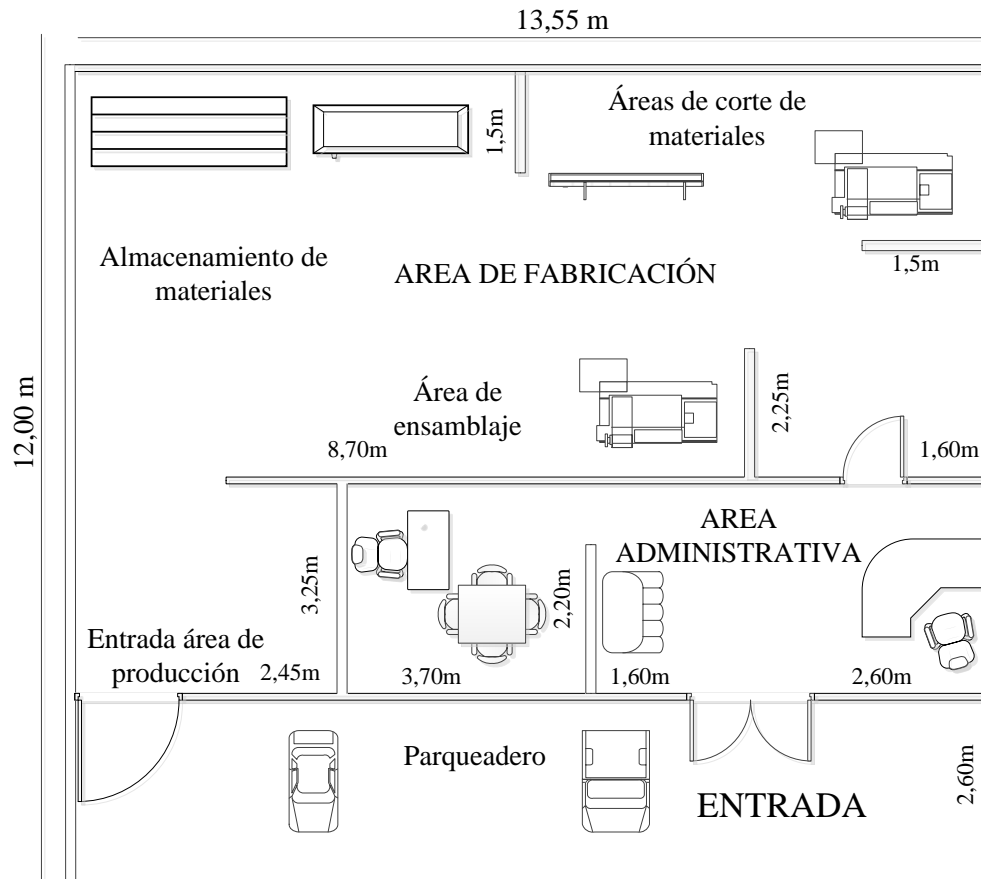 13,55 m
Áreas de corte de
materiales
1,5m
Almacenamiento de
materiales
AREA DE FABRICACIÓN
1,5m
12,00 m
Área de
ensamblaje
2,25m
8,70m
1,60m
AREA
ADMINISTRATIVA
3,25m
2,20m
Entrada área de
producción
2,45m
3,70m
1,60m
2,60m
Parqueadero
2,60m
ENTRADA